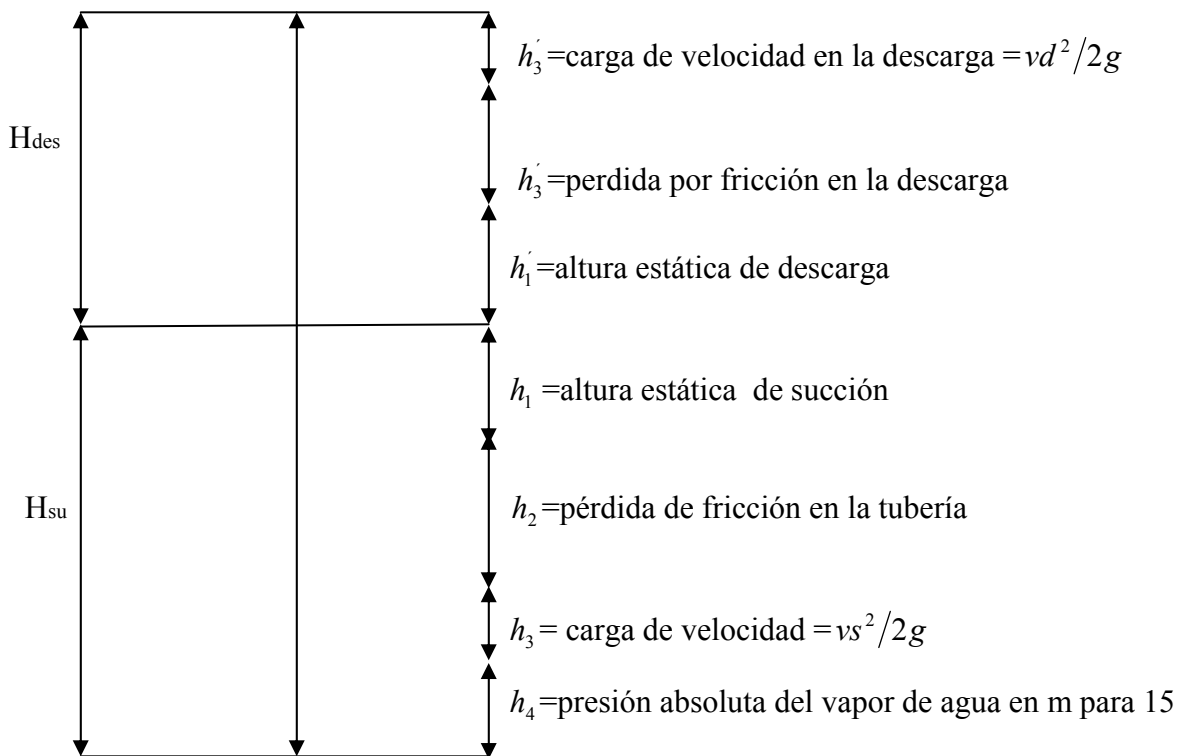 h₃´=carga de velocidad en la descarga =vd²/2g
Hdes
h₃´=perdida por fricción en la descarga
h₁´=altura estática de descarga
h₁ =altura estática de succión
Hsu
h₂=pérdida de fricción en la tubería
h₃= carga de velocidad =vs²/2g
h₄=presión absoluta del vapor de agua en m para 15